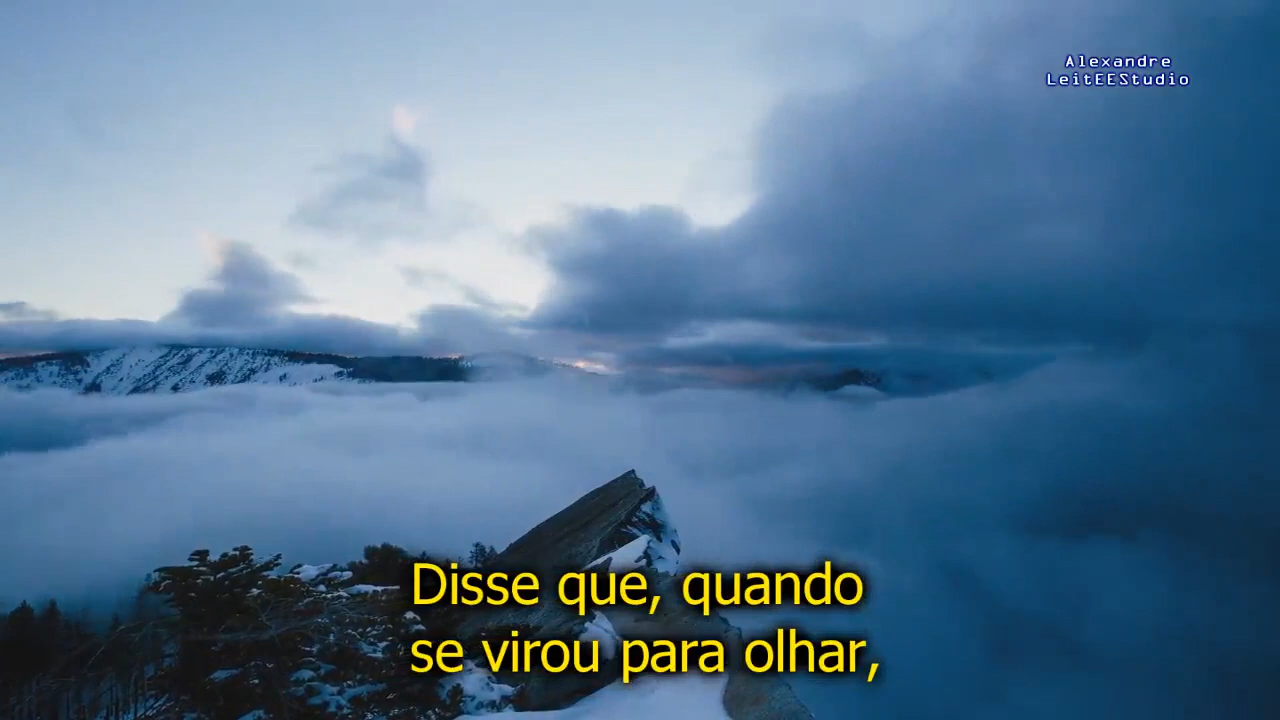 Alexandre
LeitEEStudio
Disse que, quando
se virou para olhar,